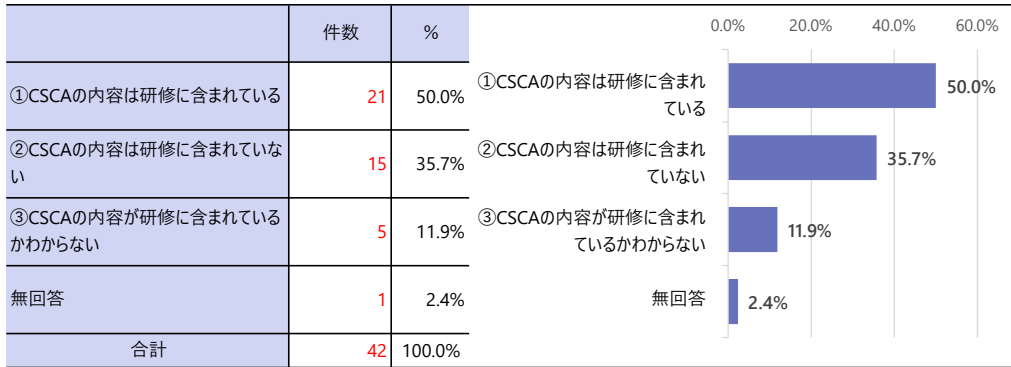 件数 %
①CSCAの内容は研修に含まれている 21 50.0%
②CSCAの内容は研修に含まれていな
い
15 35.7%
③CSCAの内容が研修に含まれている
かわからない
5 11.9%
無回答 1 2.4%
合計 42 100.0%
0.0% 20.0% 40.0% 60.0%
①CSCAの内容は研修に含まれ
ている
50.0%
②CSCAの内容は研修に含まれ
ていない
35.7%
③CSCAの内容が研修に含まれ
ているかわからない
11.9%
無回答
2.4%